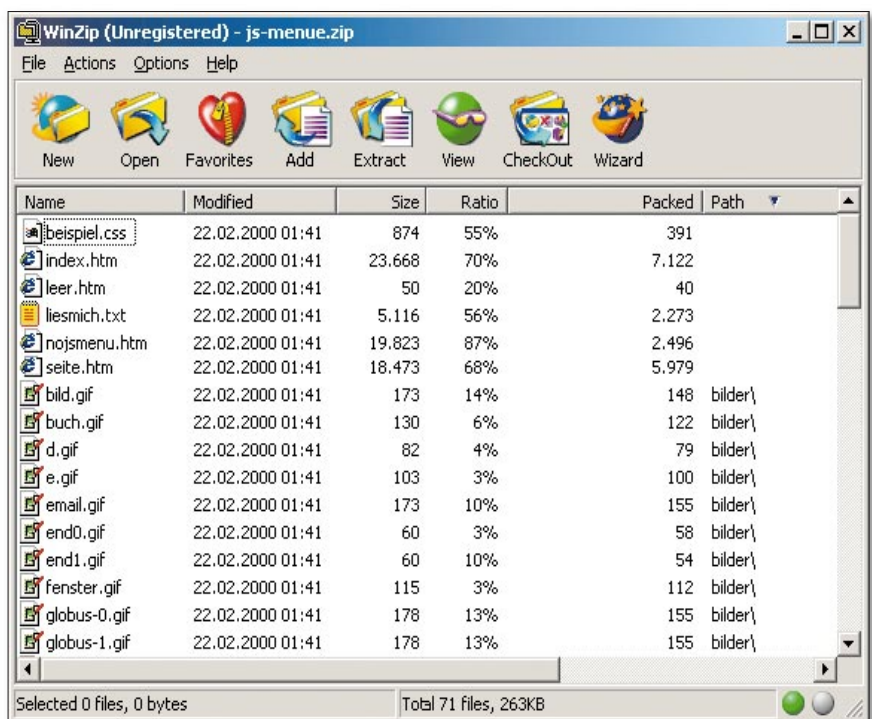 WinZip (Unregistered) - js-menue.zip
File Actions Options Help
New Open Favorites Add Extract View CheckOut Wizard
Name Modified Size Ratio Packed Path
beispiel.css 22.02.2000 01:41 874 55% 391
index.htm 22.02.2000 01:41 23.668 70% 7.122
leer.htm 22.02.2000 01:41 50 20% 40
liesmich.txt 22.02.2000 01:41 5.116 56% 2.273
nojsmenu.htm 22.02.2000 01:41 19.823 87% 2.496
seite.htm 22.02.2000 01:41 18.473 68% 5.979
bild.gif 22.02.2000 01:41 173 14% 148 bilder\
buch.gif 22.02.2000 01:41 130 6% 122 bilder\
d.gif 22.02.2000 01:41 82 4% 79 bilder\
e.gif 22.02.2000 01:41 103 3% 100 bilder\
email.gif 22.02.2000 01:41 173 10% 155 bilder\
end0.gif 22.02.2000 01:41 60 3% 58 bilder\
end1.gif 22.02.2000 01:41 60 10% 54 bilder\
fenster.gif 22.02.2000 01:41 115 3% 112 bilder\
globus-0.gif 22.02.2000 01:41 178 13% 155 bilder\
globus-1.gif 22.02.2000 01:41 178 13% 155 bilder\
Selected 0 files, 0 bytes Total 71 files, 263KB